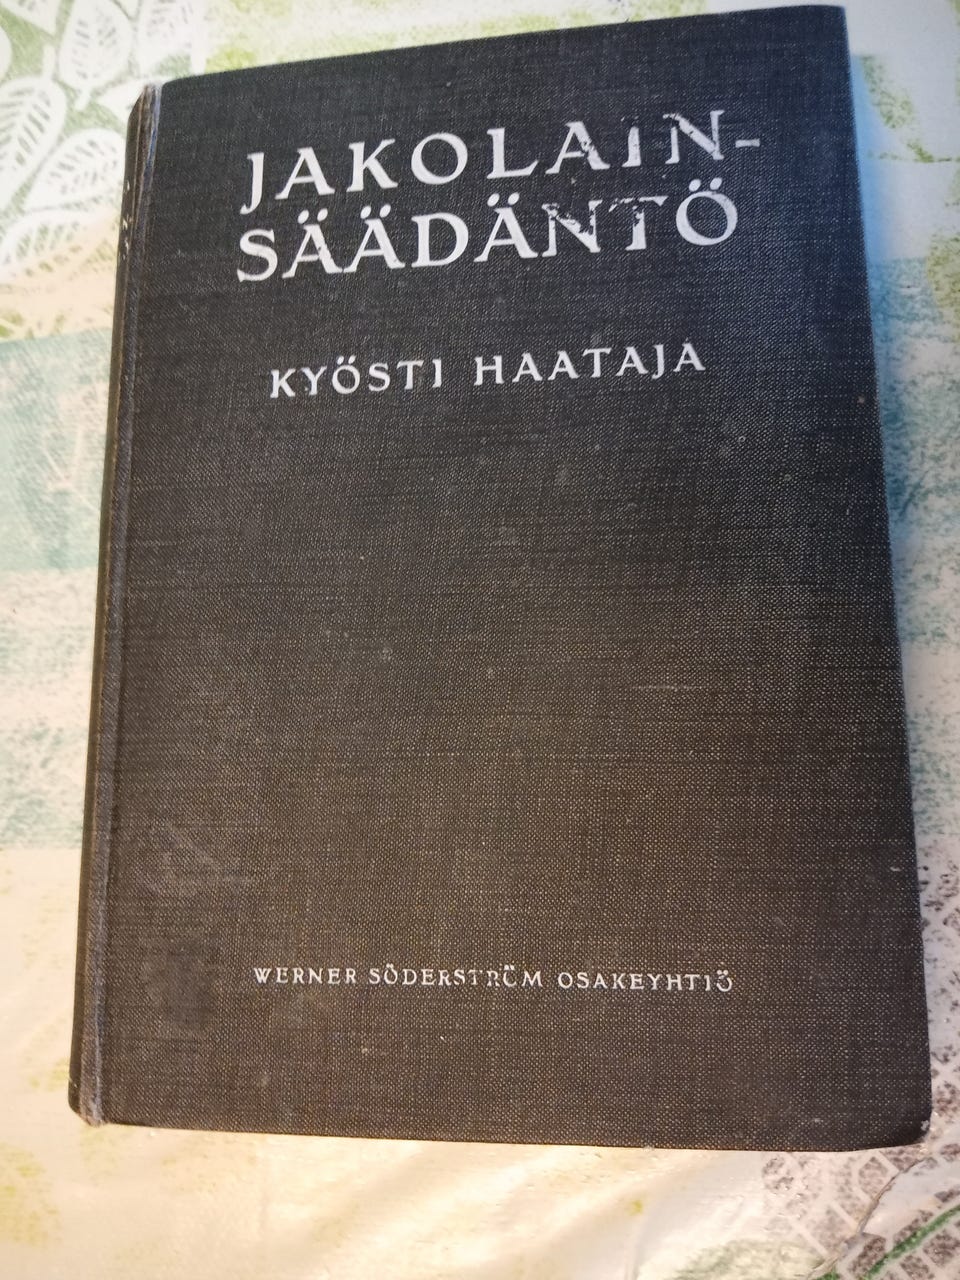 JAKOLAIN-
SÄÄDÄNTÖ
KYÖSTI HAATAJA
WERNER SÖDERSTRÖM OSAKEYHTIÖ